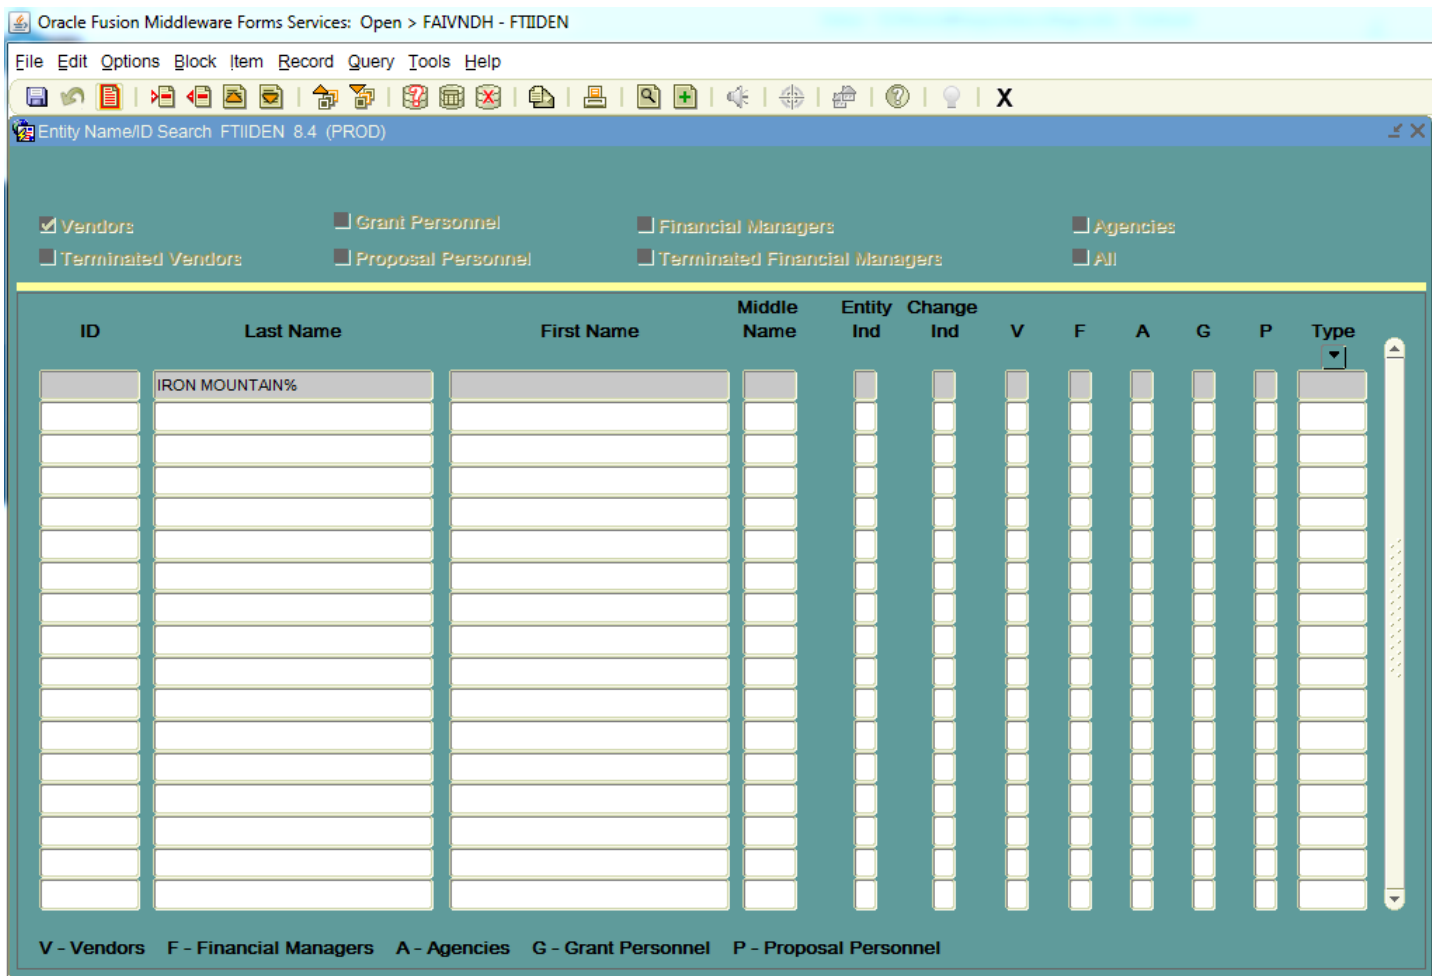 Oracle Fusion Middleware Forms Services: Open > FAIVNDH - FTIIDEN
File Edit Options Block Item Record Query Tools Help
X
Entity Name/ID Search FTIIDEN 8.4 (PROD)
Vendors Grant Personnel Financial Managers Agencies
Terminated Vendors Proposal Personnel Terminated Financial Managers All
ID Last Name First Name Middle Name Entity Ind Change Ind V F A G P Type
IRON MOUNTAIN%
V - Vendors F - Financial Managers A - Agencies G - Grant Personnel P - Proposal Personnel